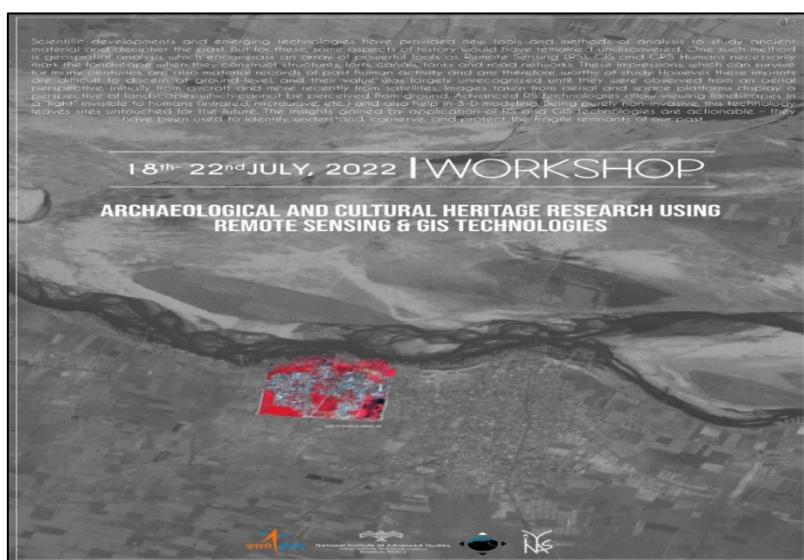 Scientific developments and emerging technologies have provided new tools and methods of analysis to study ancient
material and decipher the past. But for these, some aspects of history would have remained undiscovered. One such method
is geospatial analysis which encompass an array of powerful tools as Remote Sensing (RS), GIS and GPS. Humans necessarily
mark the landscape when they construct structures, forts, canals, tanks and road networks. These impressions, which can survive
for many centuries, are also material records of past human activity and are therefore worthy of study. However, these imprints
are difficult to discern at ground level, and their value was largely unrecognized until they were observed from an aerial
perspective, initially from aircraft and more recently from satellites. Images taken from aerial and space platforms display a
perspective of landscapes which cannot be perceived from ground. Advanced RS technologies allow viewing landscapes in
a "light" invisible to humans (infrared, microwave, etc.) and also help in 3-D modeling. Being purely non-invasive, this technology
leaves sites untouched for the future. The insights gained by application of RS and GIS technologies are actionable – they
have been used to identify, understand, conserve, and protect the fragile remnants of our past.
18th- 22nd JULY, 2022 | WORKSHOP
ARCHAEOLOGICAL AND CULTURAL HERITAGE RESEARCH USING
REMOTE SENSING & GIS TECHNOLOGIES
National Institute of Advanced Studies